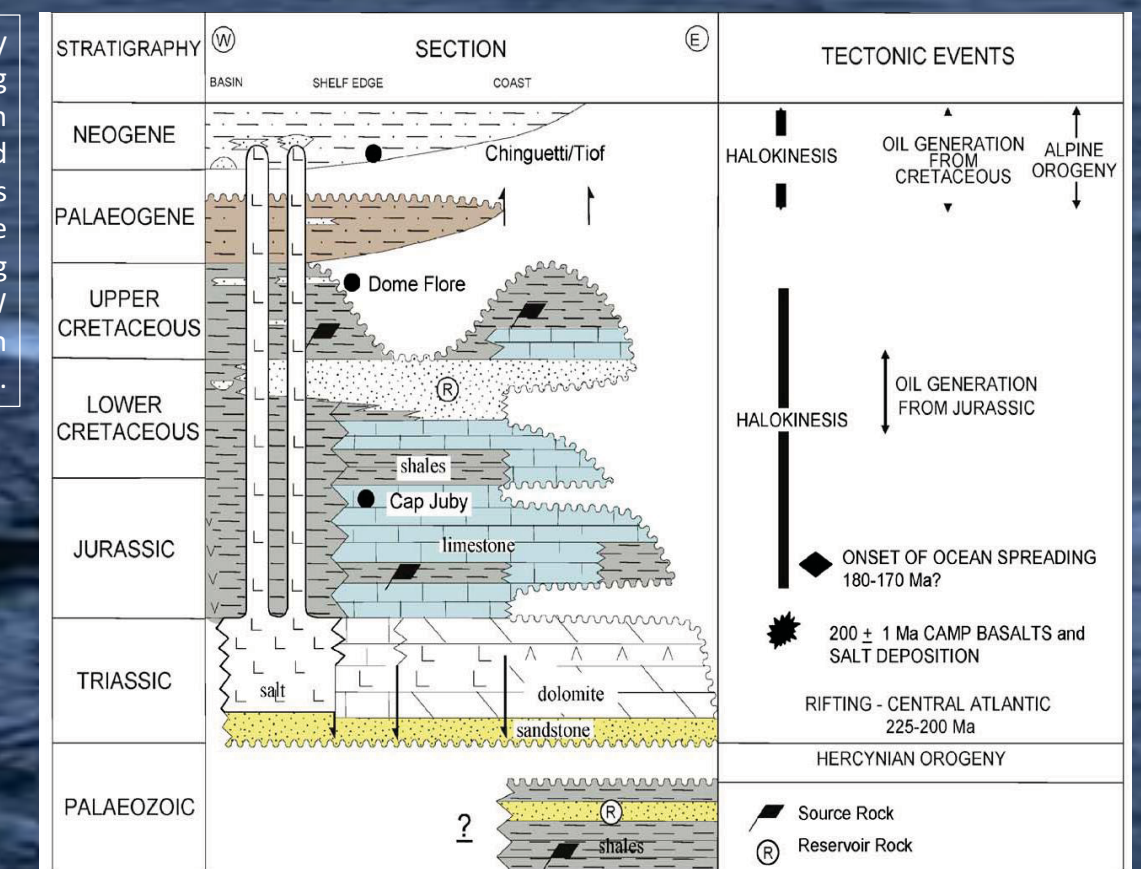 y
g
n
d
s
e
g
/
n
.
STRATIGRAPHY
W
SECTION
E
BASIN
SHELF EDGE
COAST
TECTONIC EVENTS
NEOGENE
Chinguetti/Tiof
HALOKINESIS
OIL GENERATION
FROM
CRETACEOUS
ALPINE
OROGENY
PALAEOGENE
UPPER
CRETACEOUS
Dome Flore
LOWER
CRETACEOUS
R
shales
HALOKINESIS
OIL GENERATION
FROM JURASSIC
JURASSIC
Cap Juby
limestone
ONSET OF OCEAN SPREADING
180-170 Ma?
TRIASSIC
salt
dolomite
sandstone
200 ± 1 Ma CAMP BASALTS and
SALT DEPOSITION
RIFTING - CENTRAL ATLANTIC
225-200 Ma
HERCYNIAN OROGENY
PALAEOZOIC
?
R
shales
Source Rock
R Reservoir Rock